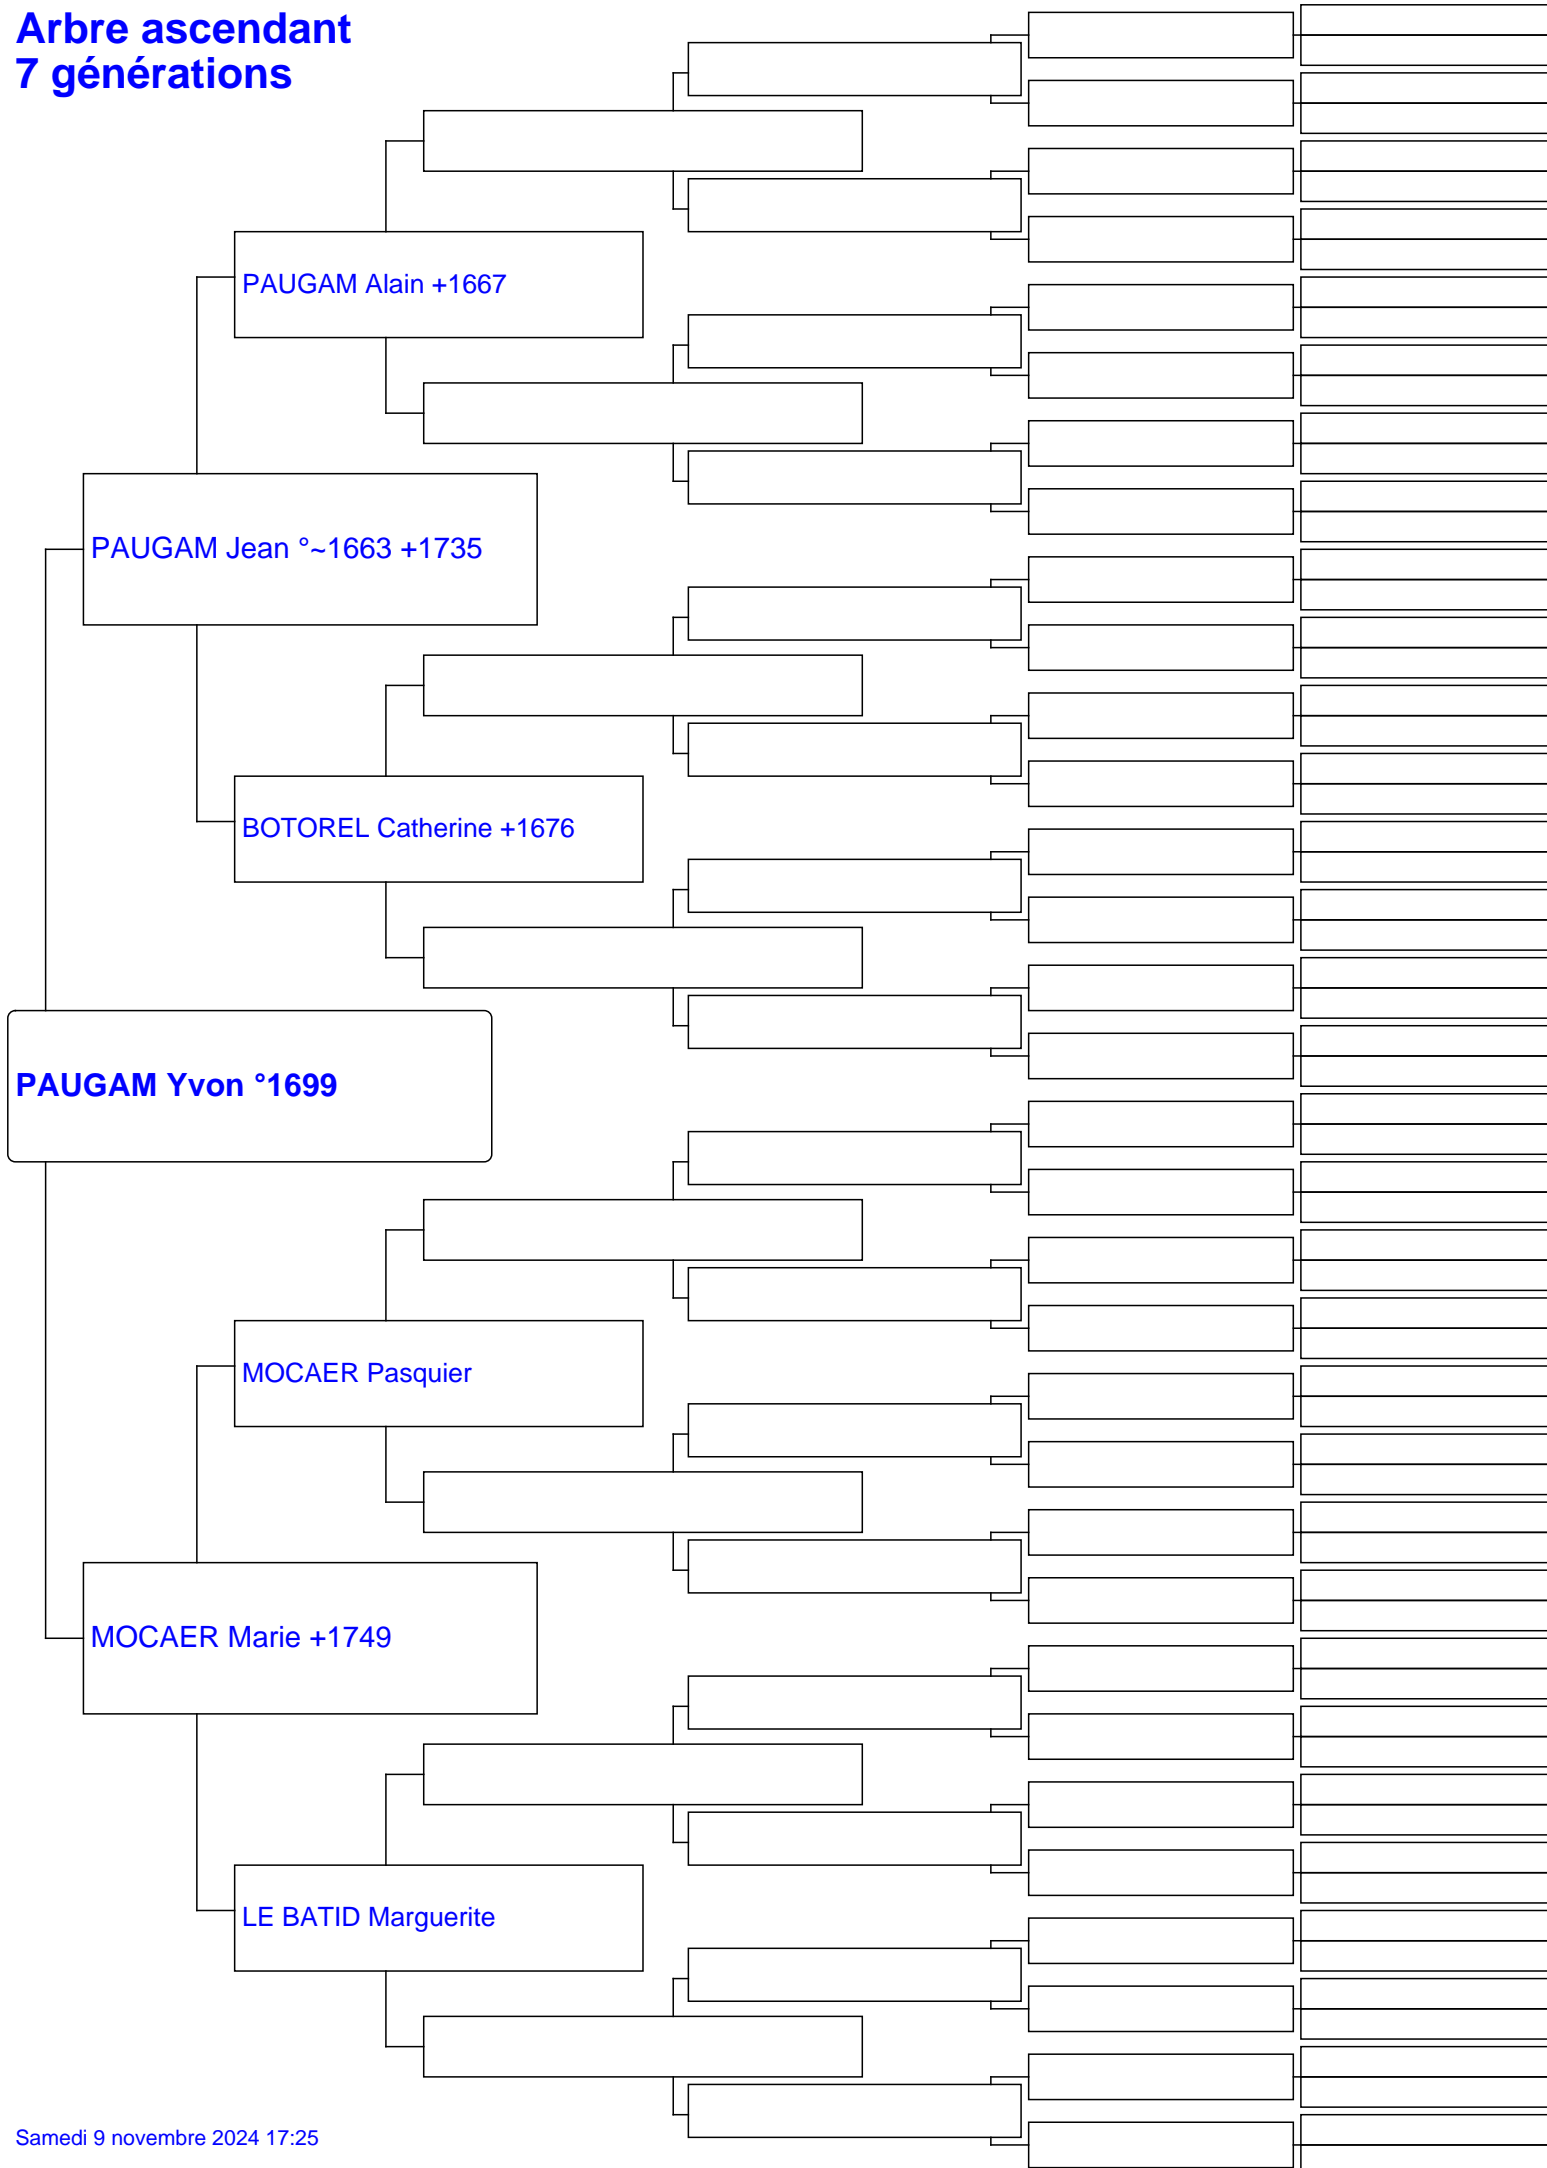 Arbre ascendant
7 générations
PAUGAM Alain +1667
PAUGAM Jean °~1663 +1735
BOTOREL Catherine +1676
PAUGAM Yvon °1699
MOCAER Pasquier
MOCAER Marie +1749
LE BATID Marguerite
Samedi 9 novembre 2024 17:25